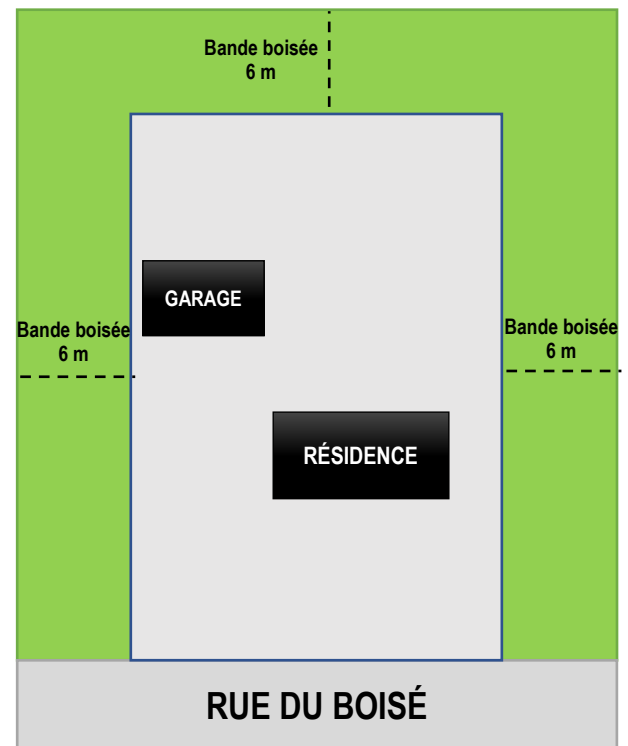 Bande boisée
6 m
GARAGE
Bande boisée
6 m
Bande boisée
6 m
RÉSIDENCE
RUE DU BOISÉ